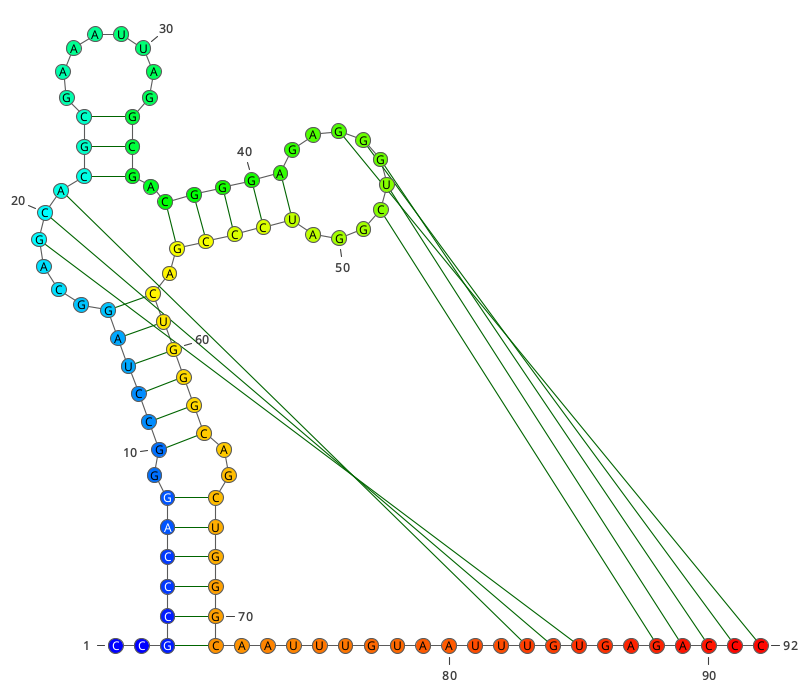 1
C C G C C C A G G G
10
C C U A G G C A G C
20
A C G C G A A A U U
30
A G G C G A C G G G
40
A G A G G G U C G G
50
A U C C C G A C U G
60
G G C A G C U G G G
70
C A A U U U G U A A
80
U U U G U G A G A C
90
C C
92